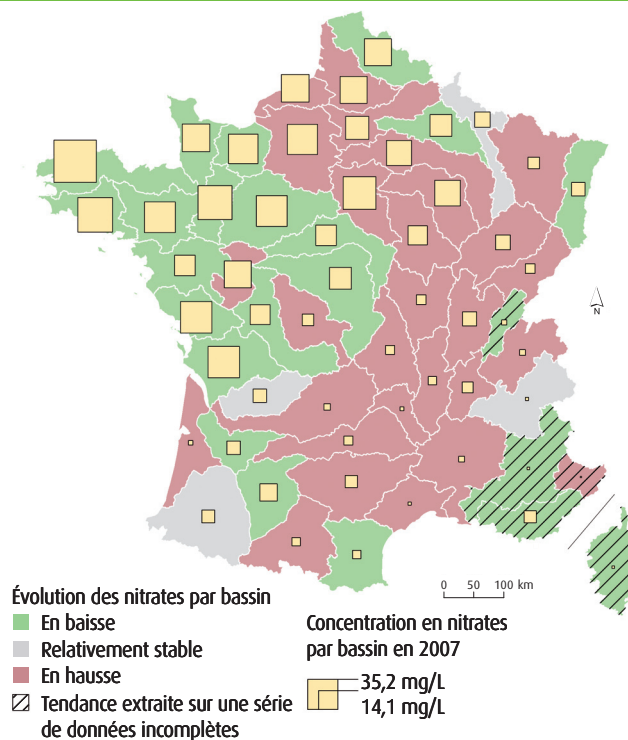 N
0 50 100 km
Évolution des nitrates par bassin
En baisse
Relativement stable
En hausse
Tendance extraite sur une série
de données incomplètes
Concentration en nitrates
par bassin en 2007
35,2 mg/L
14,1 mg/L